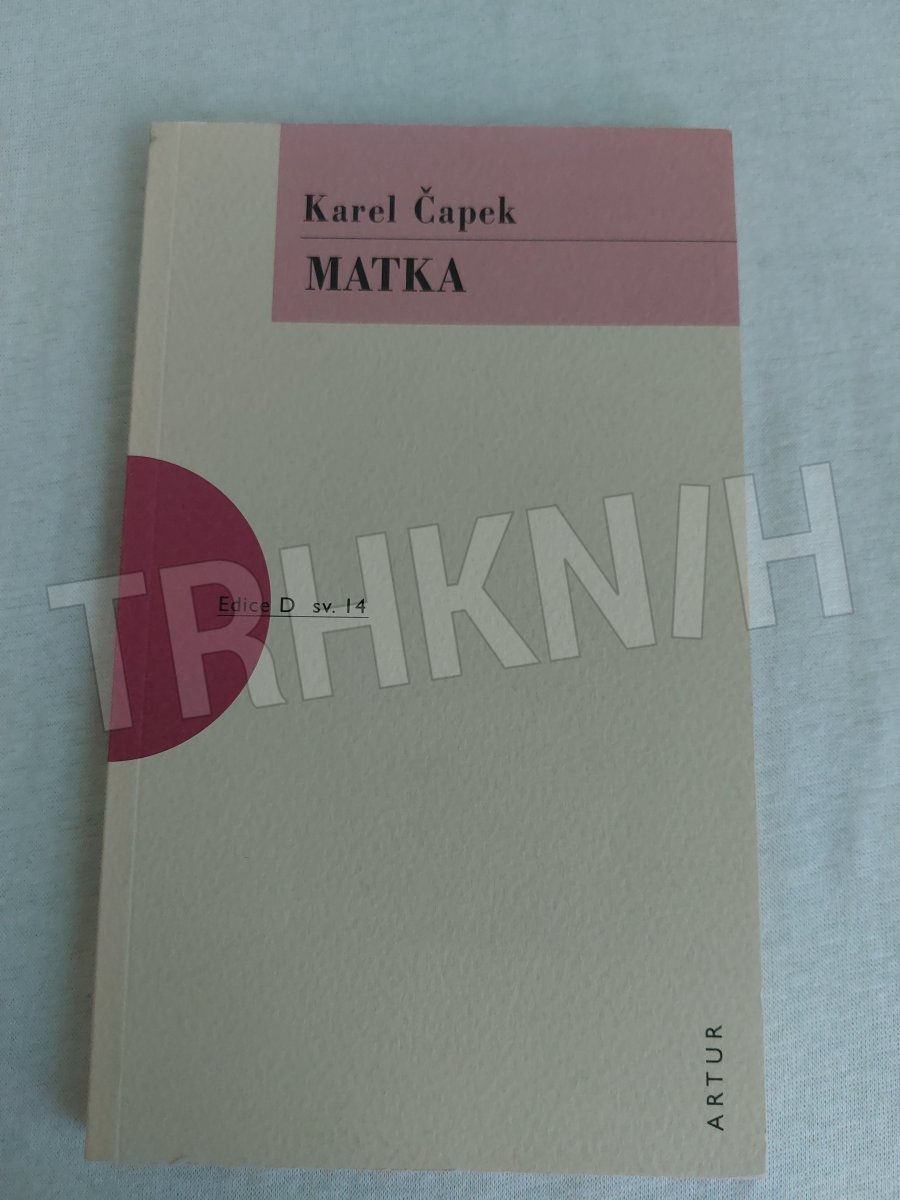 Karel Čapek
MATKA
TRHKNIH
Edice D sv. 14
ARTUR